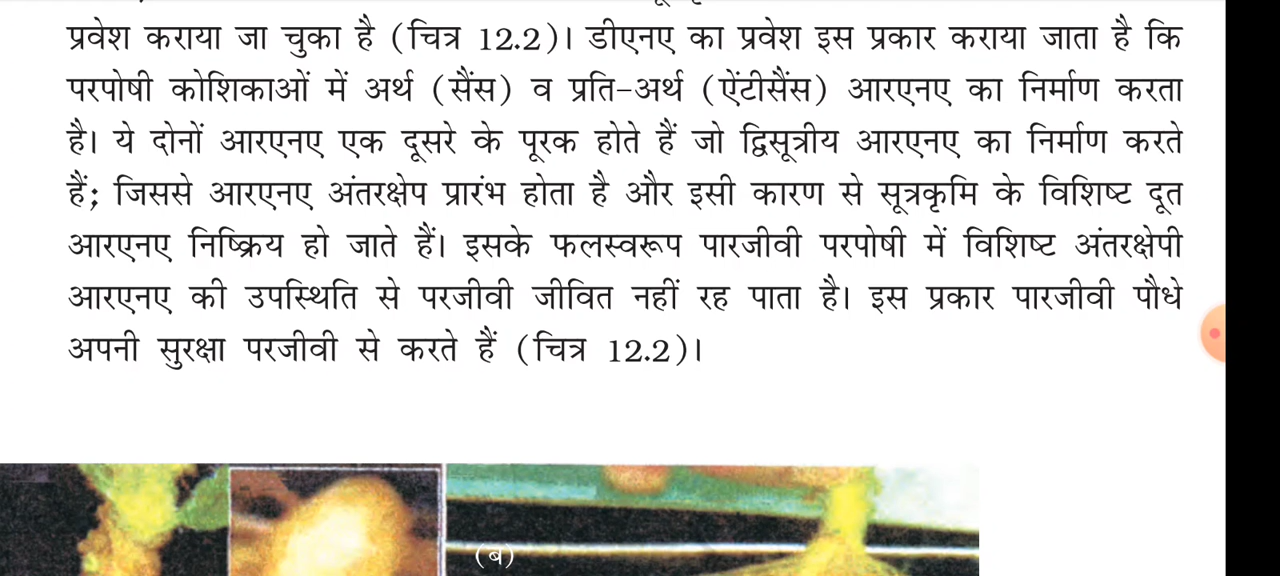 प्रवेश कराया जा चुका है (चित्र 12.2)। डीएनए का प्रवेश इस प्रकार कराया जाता है कि
परपोषी कोशिकाओं में अर्थ (सैंस) व प्रति-अर्थ (ऐंटीसैंस) आरएनए का निर्माण करता
है। ये दोनों आरएनए एक दूसरे के पूरक होते हैं जो द्विसूत्रीय आरएनए का निर्माण करते
हैं; जिससे आरएनए अंतरक्षेप प्रारंभ होता है और इसी कारण से सूत्रकृमि के विशिष्ट दूत
आरएनए निष्क्रिय हो जाते हैं। इसके फलस्वरूप पारजीवी परपोषी में विशिष्ट अंतरक्षेपी
आरएनए की उपस्थिति से परजीवी जीवित नहीं रह पाता है। इस प्रकार पारजीवी पौधे
अपनी सुरक्षा परजीवी से करते हैं (चित्र 12.2)।
(ब)